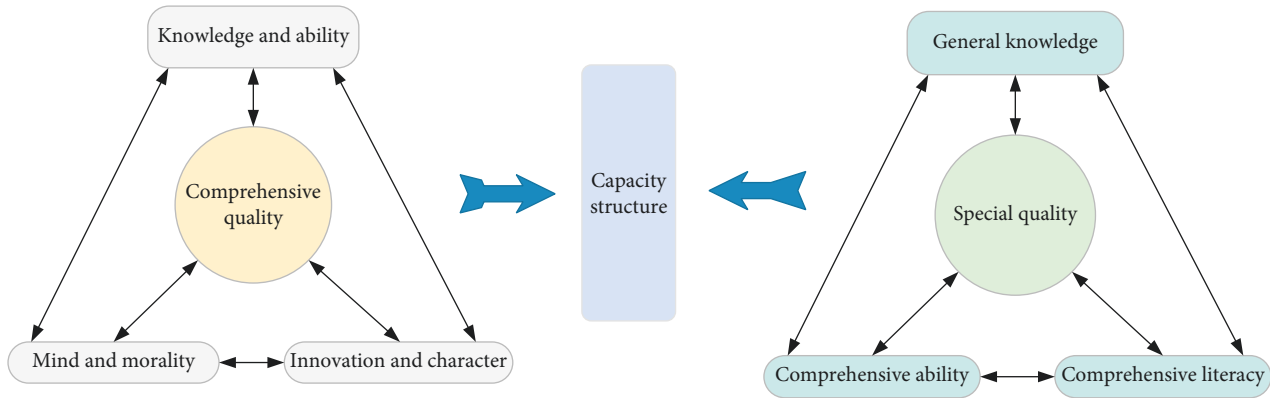 Knowledge and ability
Comprehensive
quality
Mind and morality
Innovation and character
Capacity
structure
General knowledge
Special quality
Comprehensive ability
Comprehensive literacy